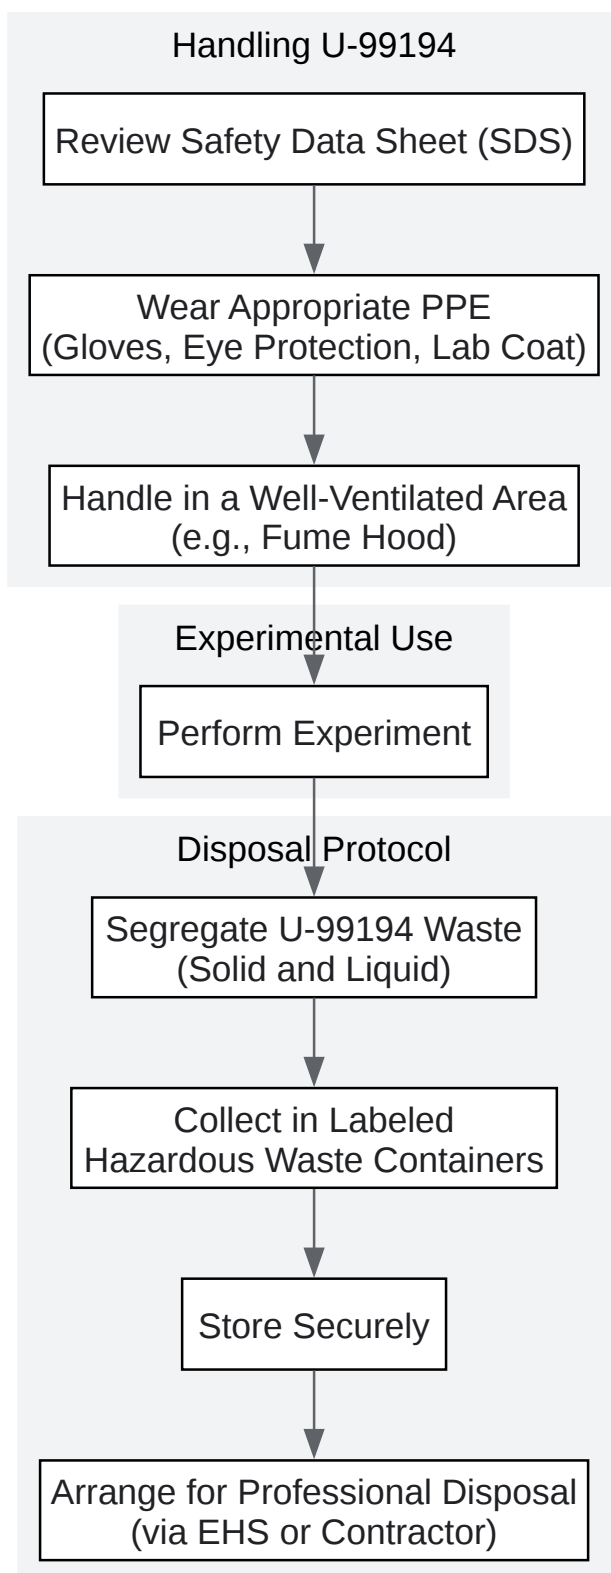 Handling U-99194
Review Safety Data Sheet (SDS)
Wear Appropriate PPE
(Gloves, Eye Protection, Lab Coat)
Handle in a Well-Ventilated Area
(e.g., Fume Hood)
Experimental Use
Perform Experiment
Disposal Protocol
Segregate U-99194 Waste
(Solid and Liquid)
Collect in Labeled
Hazardous Waste Containers
Store Securely
Arrange for Professional Disposal
(via EHS or Contractor)